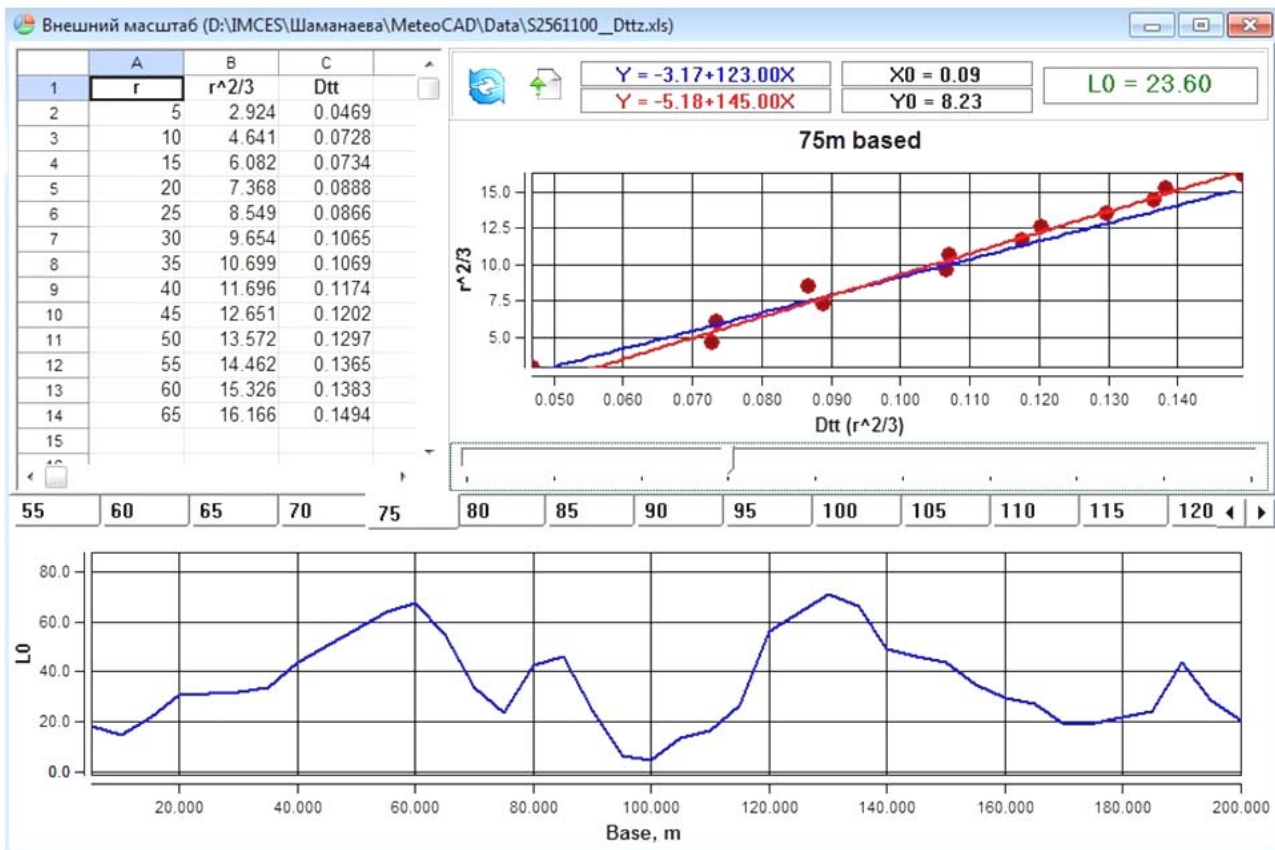 Внешний масштаб (D:\IMCES\Шаманаева\MeteoCAD\Data\S2561100__Dttz.xls)
A B C
1 r r^2/3 Dtt
2 5 2.924 0.0469
3 10 4.641 0.0728
4 15 6.082 0.0734
5 20 7.368 0.0888
6 25 8.549 0.0866
7 30 9.654 0.1065
8 35 10.699 0.1069
9 40 11.696 0.1174
10 45 12.651 0.1202
11 50 13.572 0.1297
12 55 14.462 0.1365
13 60 15.326 0.1383
14 65 16.166 0.1494
15
Y = -3.17+123.00X
Y = -5.18+145.00X
X0 = 0.09
Y0 = 8.23
L0 = 23.60
75m based
r^2/3
15.0
12.5
10.0
7.5
5.0
0.050 0.060 0.070 0.080 0.090 0.100 0.110 0.120 0.130 0.140
Dtt (r^2/3)
55 60 65 70 75 80 85 90 95 100 105 110 115 120
L0
80.0
60.0
40.0
20.0
0.0
20.000 40.000 60.000 80.000 100.000 120.000 140.000 160.000 180.000 200.000
Base, m